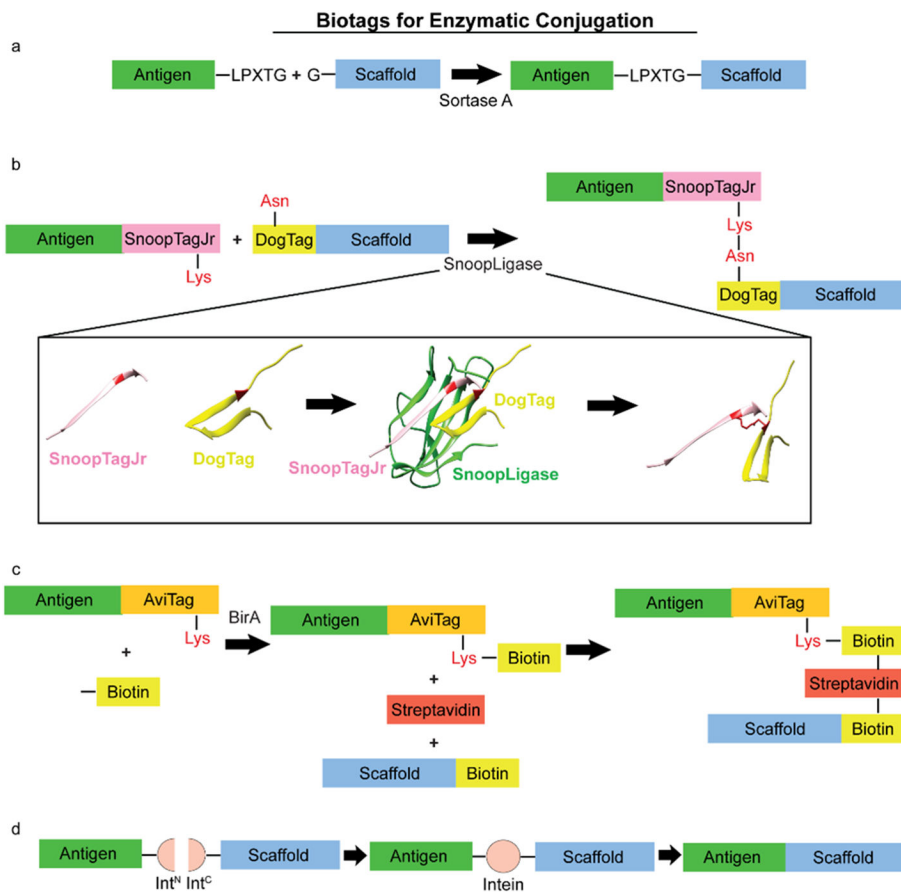 Biotags for Enzymatic Conjugation
a
Antigen LPXTG + G Scaffold Antigen LPXTG Scaffold
Sortase A
b
Antigen SnoopTagJr
Asn
Lys
Antigen SnoopTagJr + DogTag Scaffold
SnoopLigase
Asn
Lys
DogTag Scaffold
DogTag
SnoopTagJr DogTag SnoopTagJr
SnoopLigase
c
Antigen AviTag BirA Antigen AviTag Antigen AviTag
Lys Lys Biotin Lys Biotin
+ + Streptavidin
Biotin Streptavidin Scaffold Biotin
+
Scaffold Biotin
d
Antigen Scaffold Antigen Scaffold Antigen Scaffold
Intᴺ Intꟲ Intein